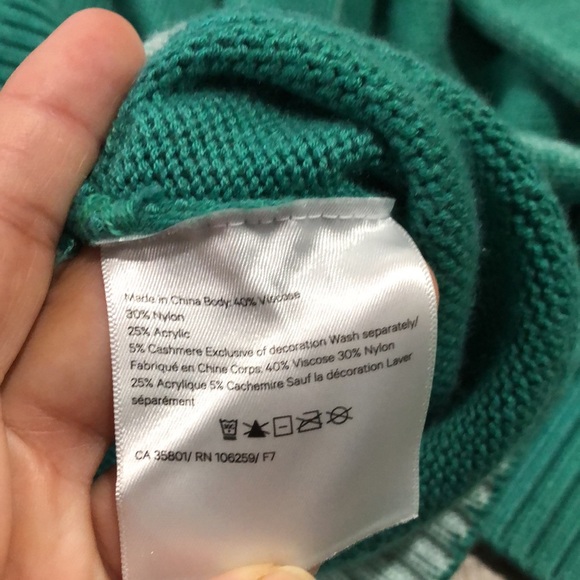 Made in China Body: 40% Viscose
30% Nylon
25% Acrylic
5% Cashmere Exclusive of decoration Wash separately/
Fabriqué en Chine Corps: 40% Viscose 30% Nylon
25% Acrylique 5% Cachemire Sauf la décoration Laver
séparément
CA 35801/ RN 106259/ F7